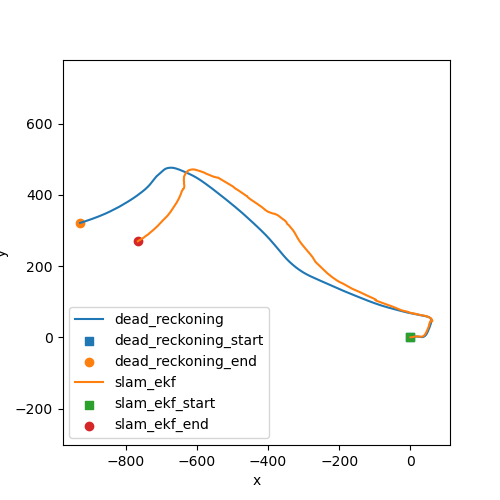 600
400
200
0
−200
y
dead_reckoning
dead_reckoning_start
dead_reckoning_end
slam_ekf
slam_ekf_start
slam_ekf_end
−800 −600 −400 −200 0
x